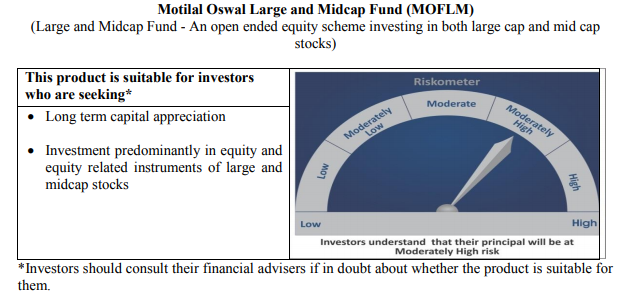 Motilal Oswal Large and Midcap Fund (MOFLM)
(Large and Midcap Fund - An open ended equity scheme investing in both large cap and mid cap
stocks)
This product is suitable for investors
who are seeking*
• Long term capital appreciation
• Investment predominantly in equity and
equity related instruments of large and
midcap stocks
Riskometer
Low
Moderately
Low
Moderate
Moderately
High
High
Low
High
Investors understand that their principal will be at
Moderately High risk
*Investors should consult their financial advisers if in doubt about whether the product is suitable for
them.